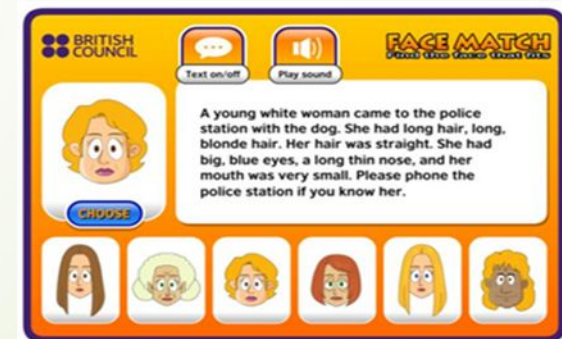 BRITISH
COUNCIL
Text on/off
Play sound
FACE MATCH
Find the face that fits
A young white woman came to the police
station with the dog. She had long hair, long,
blonde hair. Her hair was straight. She had
big, blue eyes, a long thin nose, and her
mouth was very small. Please phone the
police station if you know her.
CHOOSE